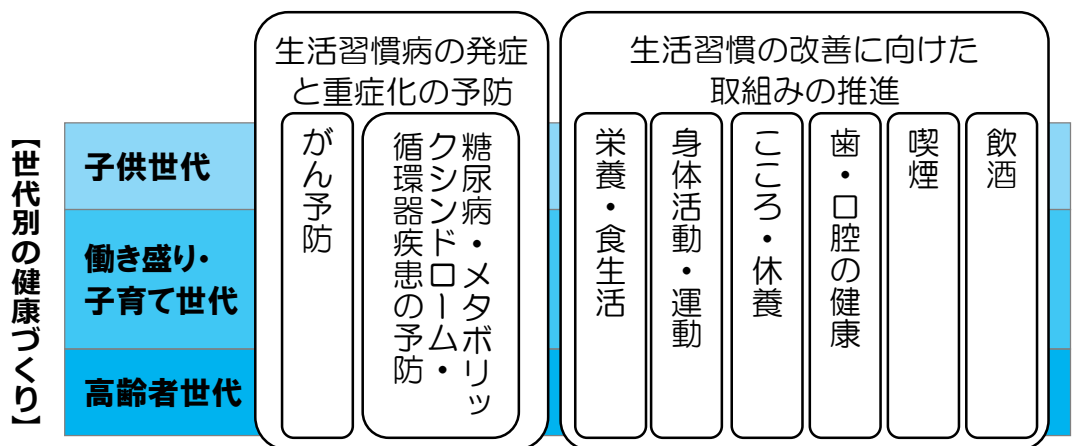 【世代別の健康づくり】
生活習慣病の発症
と重症化の予防
生活習慣の改善に向けた
取組みの推進
子供世代
働き盛り・
子育て世代
高齢者世代
がん予防
糖尿病・メタボリッ
クシンドローム・
循環器疾患の予防
栄養・食生活
身体活動・運動
こころ・休養
歯・口腔の健康
喫煙
飲酒